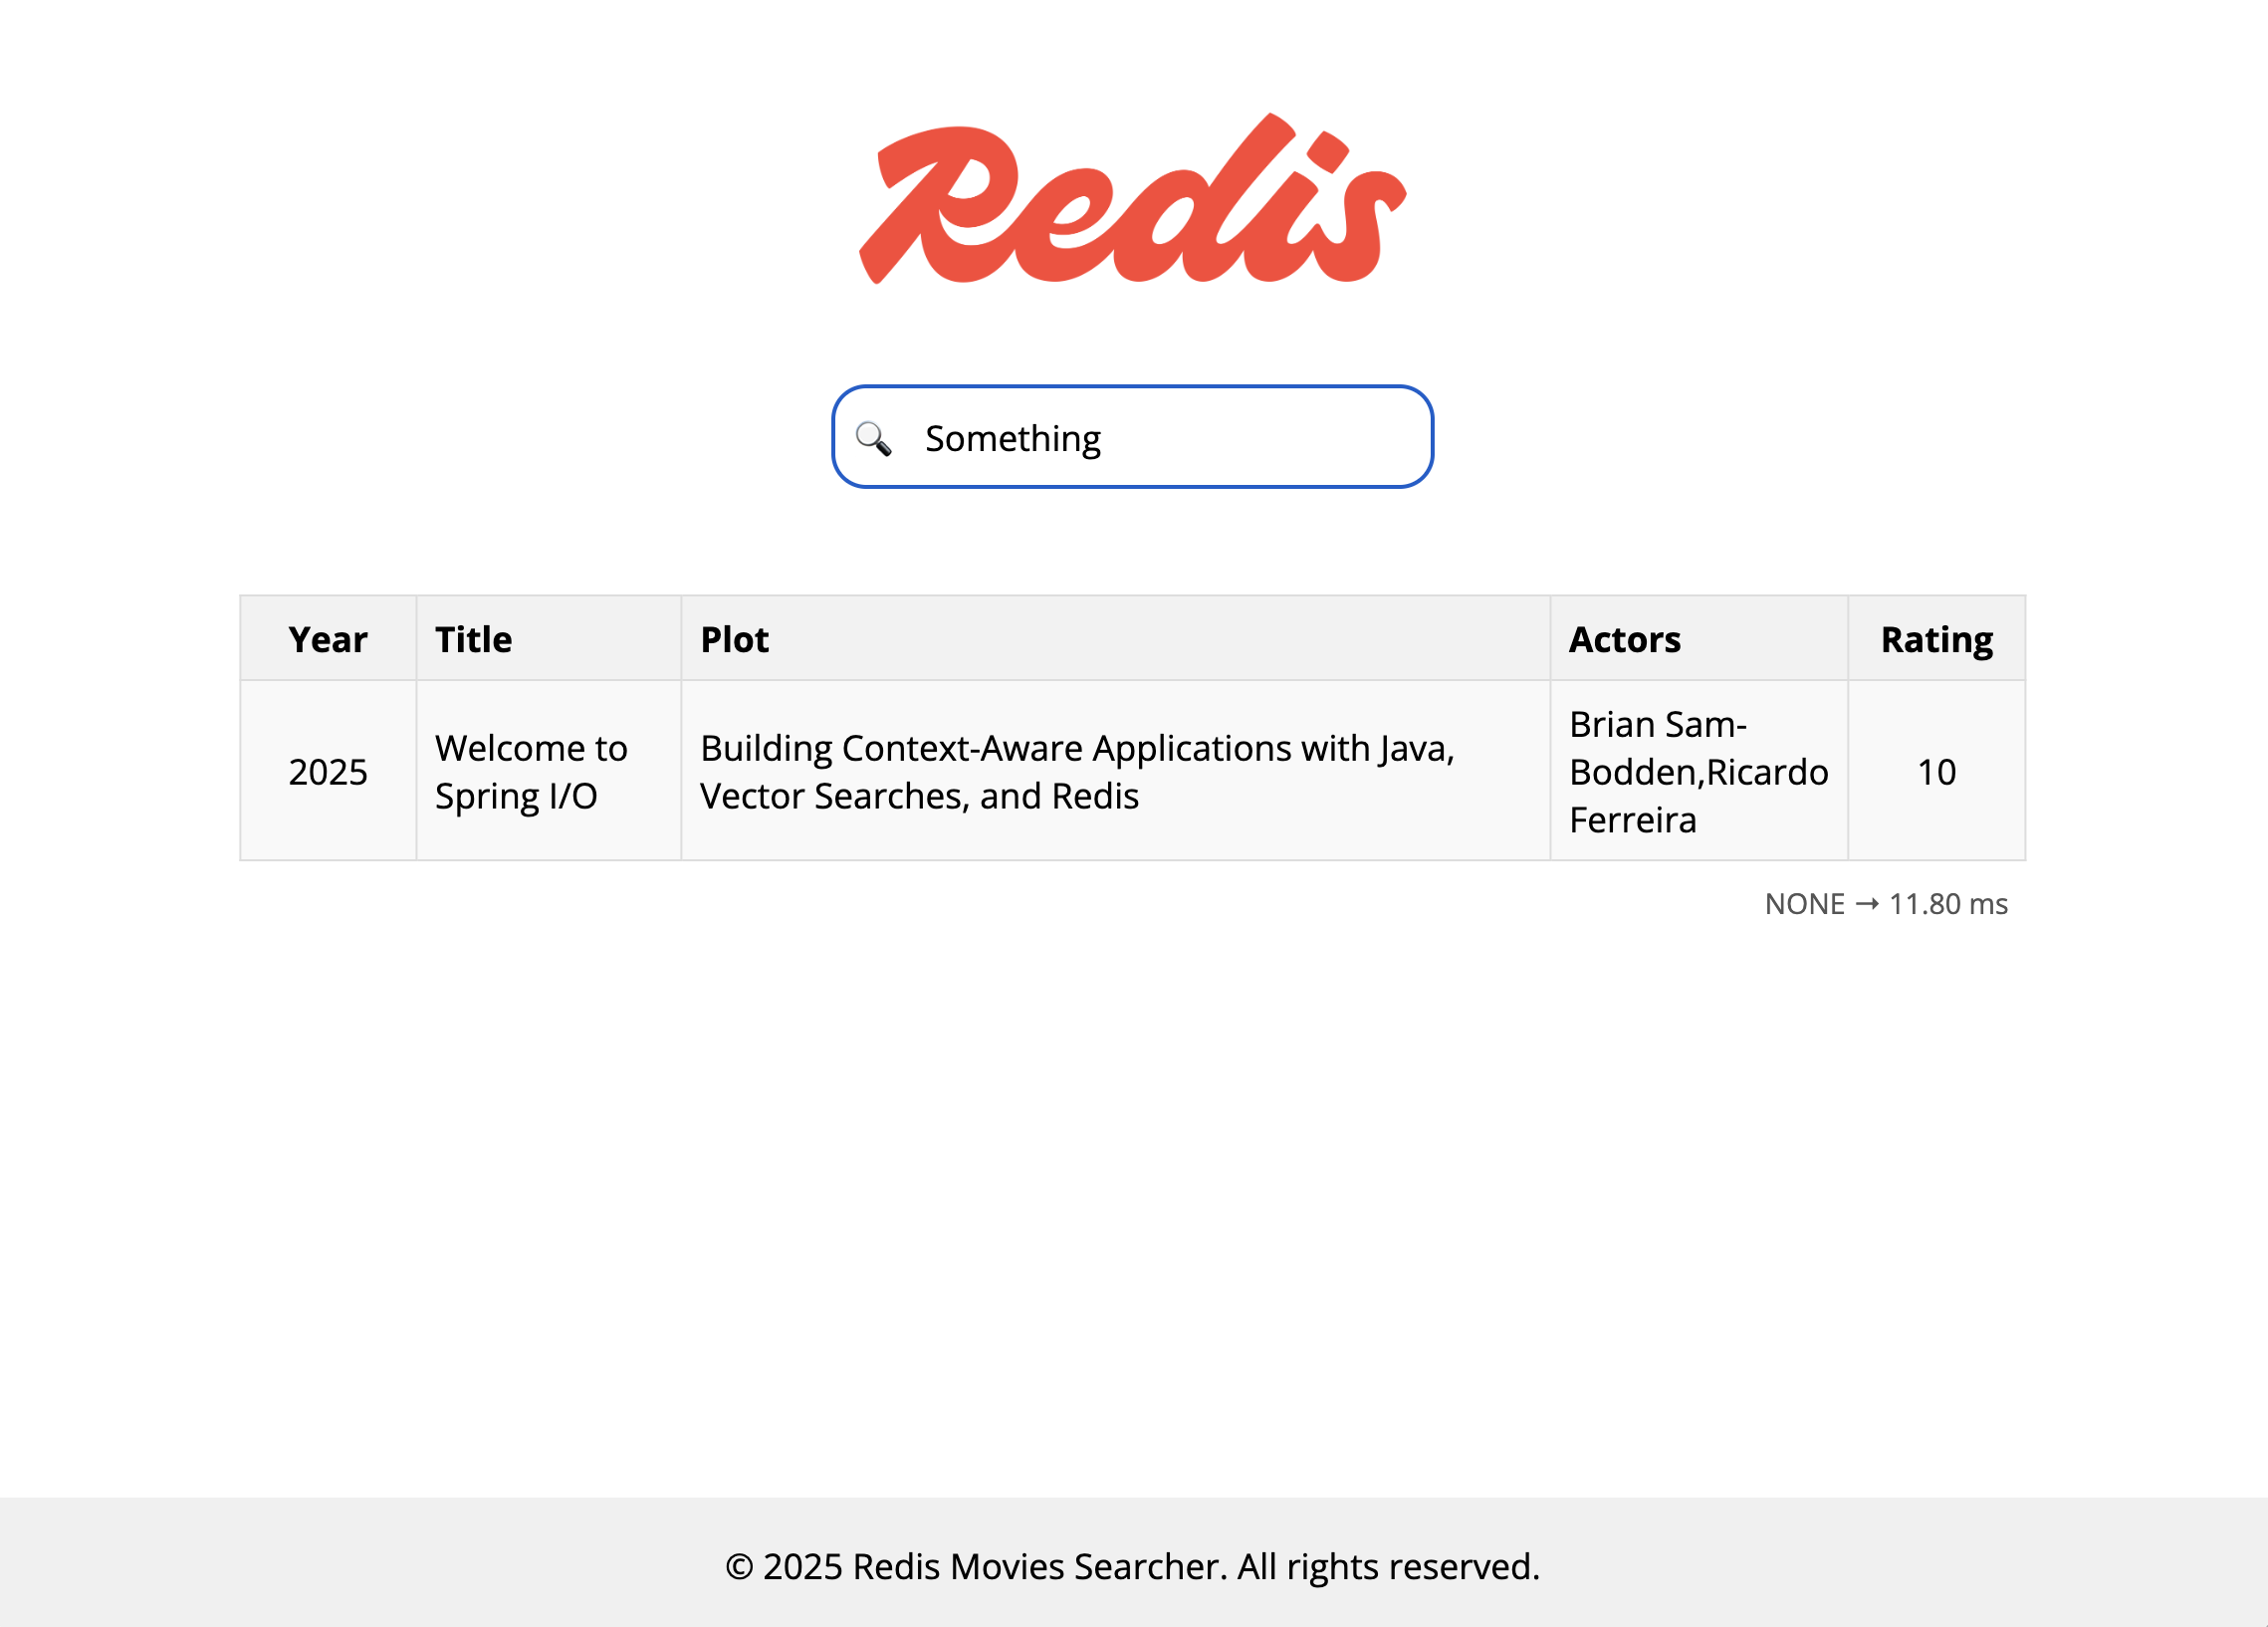 Redis
🔍 Something
Year Title Plot Actors Rating
2025
Welcome to
Spring I/O
Building Context-Aware Applications with Java,
Vector Searches, and Redis
Brian Sam-
Bodden,Ricardo
Ferreira
10
NONE → 11.80 ms
© 2025 Redis Movies Searcher. All rights reserved.